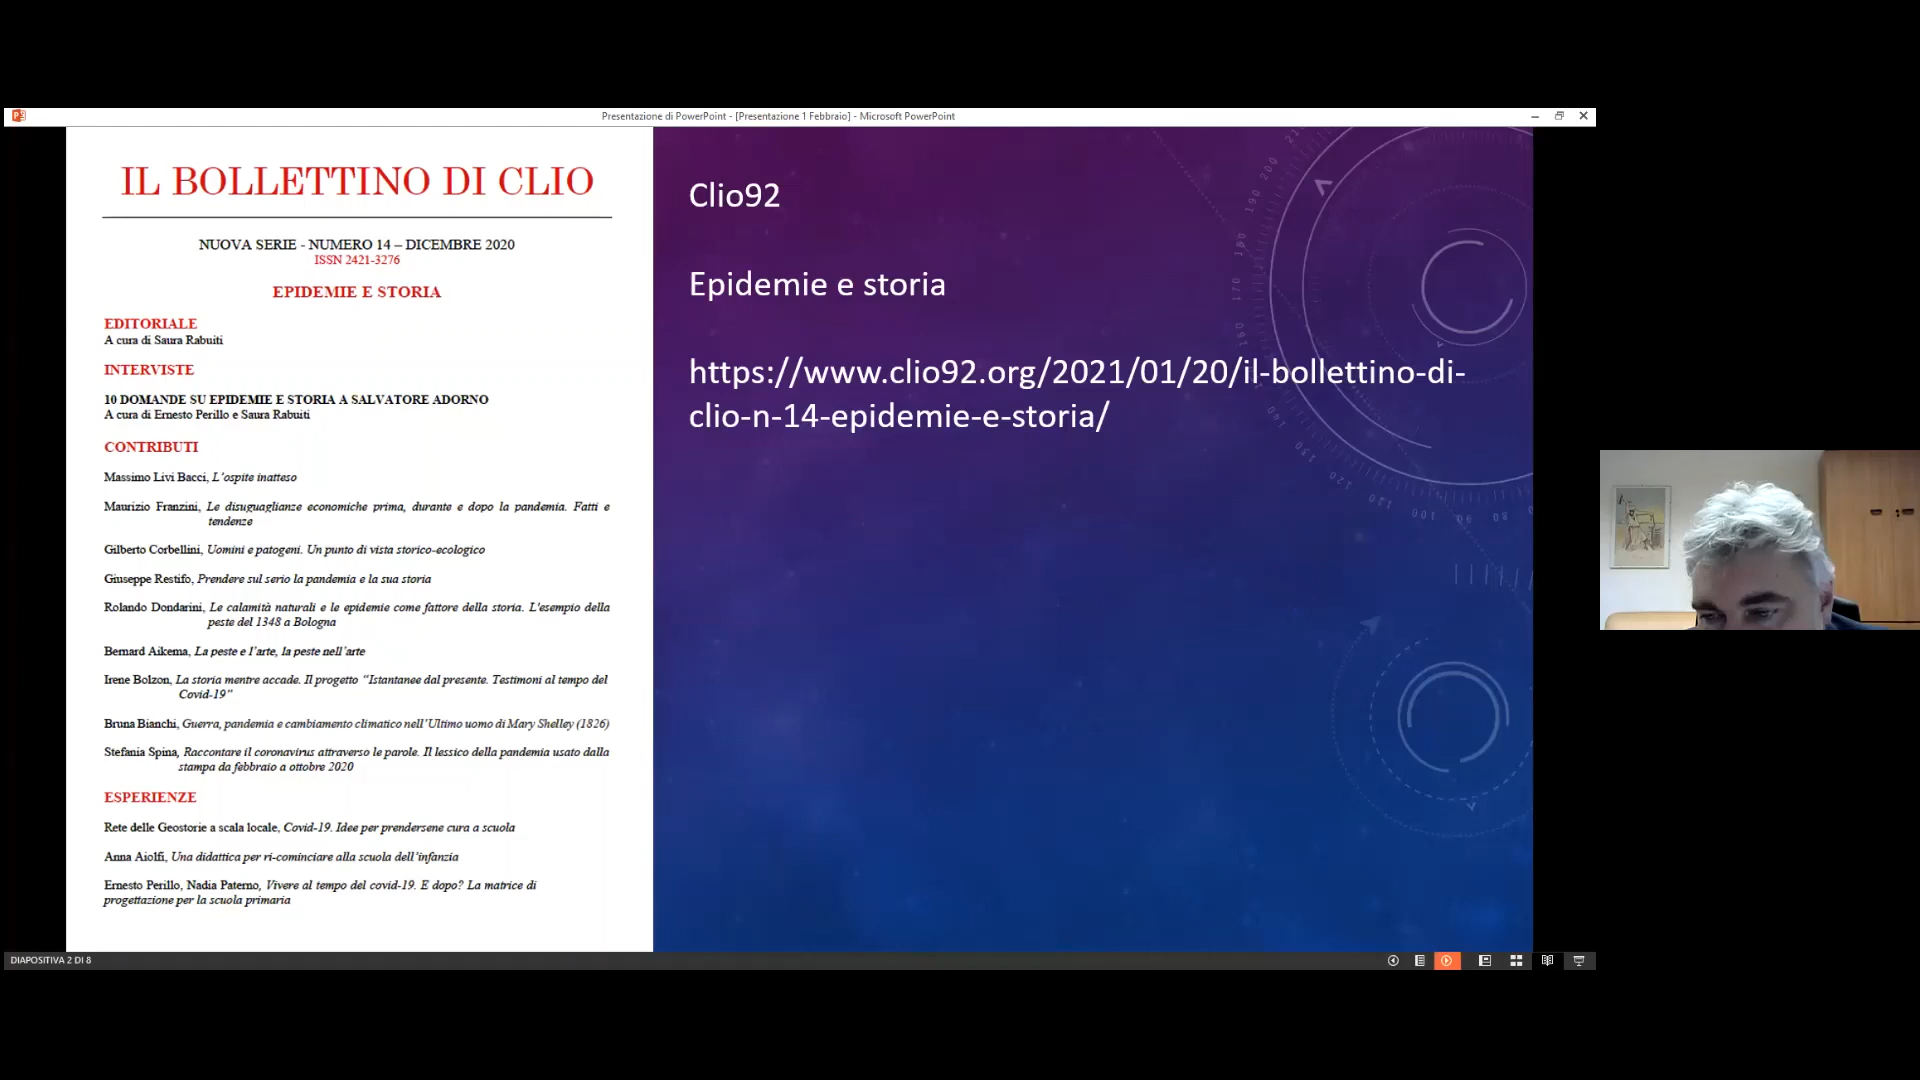 Presentazione di PowerPoint - [Presentazione 1 Febbraio] - Microsoft PowerPoint
IL BOLLETTINO DI CLIO
NUOVA SERIE - NUMERO 14 – DICEMBRE 2020
ISSN 2421-3276
EPIDEMIE E STORIA
EDITORIALE
A cura di Saura Rabuiti
INTERVISTE
10 DOMANDE SU EPIDEMIE E STORIA A SALVATORE ADORNO
A cura di Ernesto Perillo e Saura Rabuiti
CONTRIBUTI
Massimo Livi Bacci, L'ospite inatteso
Maurizio Franzini, Le disuguaglianze economiche prima, durante e dopo la pandemia. Fatti e
tendenze
Gilberto Corbellini, Uomini e patogeni. Un punto di vista storico-ecologico
Giuseppe Restifo, Prendere sul serio la pandemia e la sua storia
Rolando Dondarini, Le calamità naturali e le epidemie come fattore della storia. L'esempio della
peste del 1348 a Bologna
Bernard Aikema, La peste e l'arte, la peste nell'arte
Irene Bolzon, La storia mentre accade. Il progetto “Istantanee dal presente. Testimoni al tempo del
Covid-19”
Bruna Bianchi, Guerra, pandemia e cambiamento climatico nell'Ultimo uomo di Mary Shelley (1826)
Stefania Spina, Raccontare il coronavirus attraverso le parole. Il lessico della pandemia usato dalla
stampa da febbraio a ottobre 2020
ESPERIENZE
Rete delle Geostorie a scala locale, Covid-19. Idee per prendersene cura a scuola
Anna Aiolfi, Una didattica per ri-cominciare alla scuola dell'infanzia
Ernesto Perillo, Nadia Paterno, Vivere al tempo del covid-19. E dopo? La matrice di
progettazione per la scuola primaria
Clio92
Epidemie e storia
https://www.clio92.org/2021/01/20/il-bollettino-di-
clio-n-14-epidemie-e-storia/
DIAPOSITIVA 2 DI 8